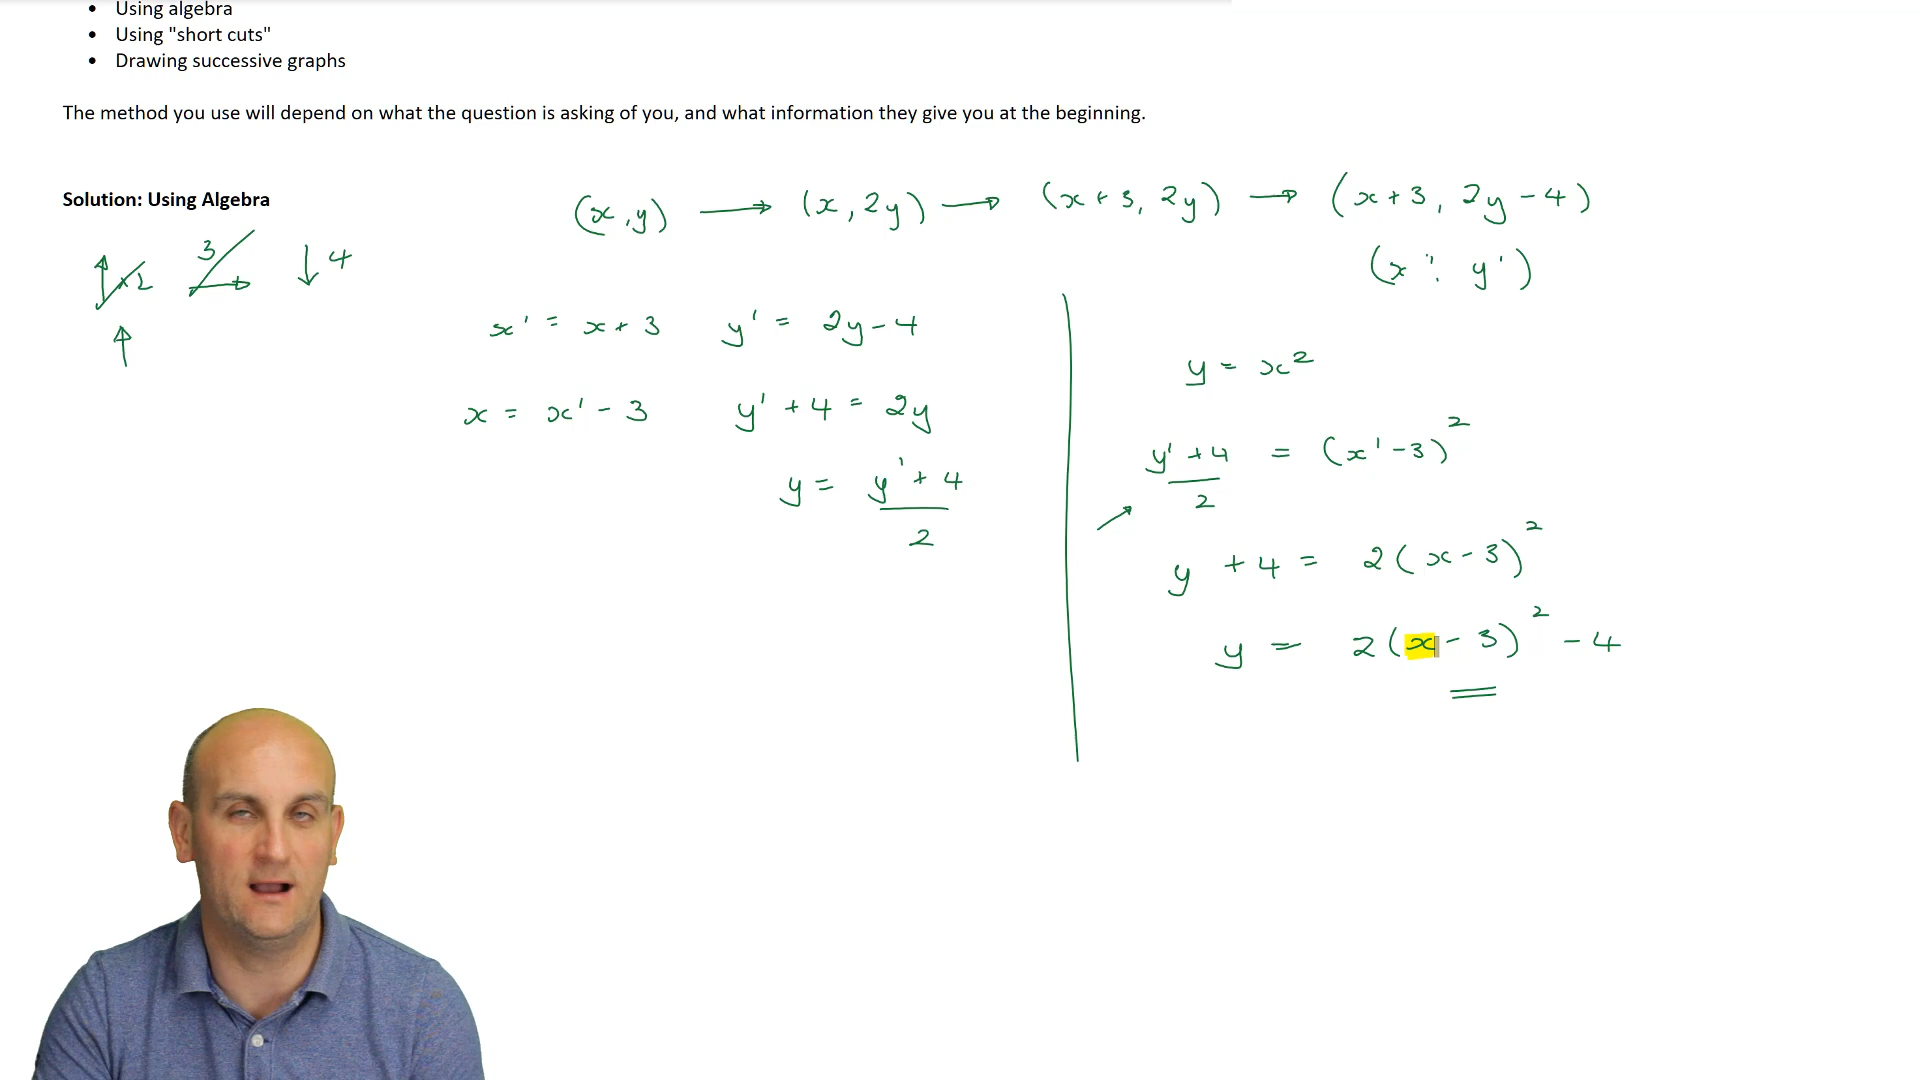 • Using algebra
• Using "short cuts"
• Drawing successive graphs
The method you use will depend on what the question is asking of you, and what information they give you at the beginning.
Solution: Using Algebra
(x,y) → (x, 2y) → (x+3, 2y) → (x+3, 2y-4)
(x', y')
↑×2 3→ ↓4
↑
x' = x+3 y' = 2y-4
x = x'-3 y'+4 = 2y
y = (y'+4)/2
y = x²
(y'+4)/2 = (x'-3)²
y +4 = 2(x-3)²
y = 2(x-3)² -4